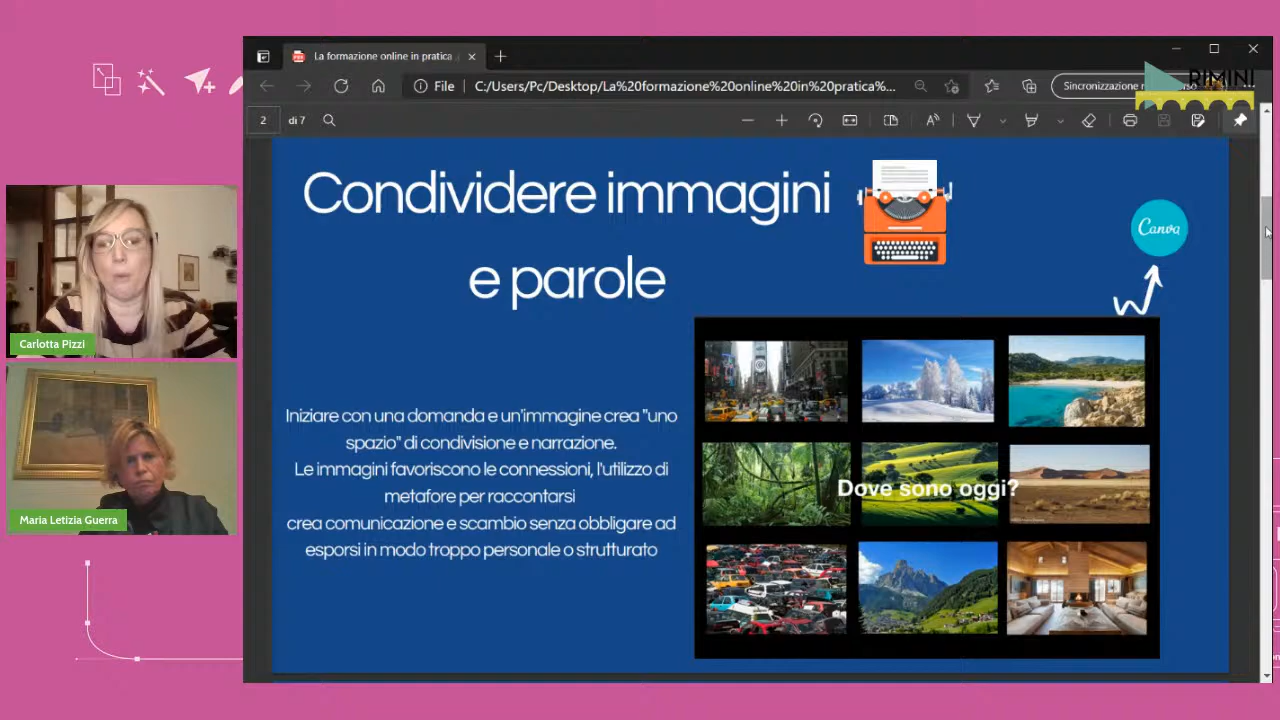 La formazione online in pratica
File
C:/Users/Pc/Desktop/La%20formazione%20online%20in%20pratica%...
Sincronizzazione
RIMINI
2
di 7
Condividere immagini
e parole
Canva
Carlotta Pizzi
Maria Letizia Guerra
Iniziare con una domanda e un'immagine crea "uno
spazio" di condivisione e narrazione.
Le immagini favoriscono le connessioni, l'utilizzo di
metafore per raccontarsi
crea comunicazione e scambio senza obbligare ad
esporsi in modo troppo personale o strutturato
Dove sono oggi?